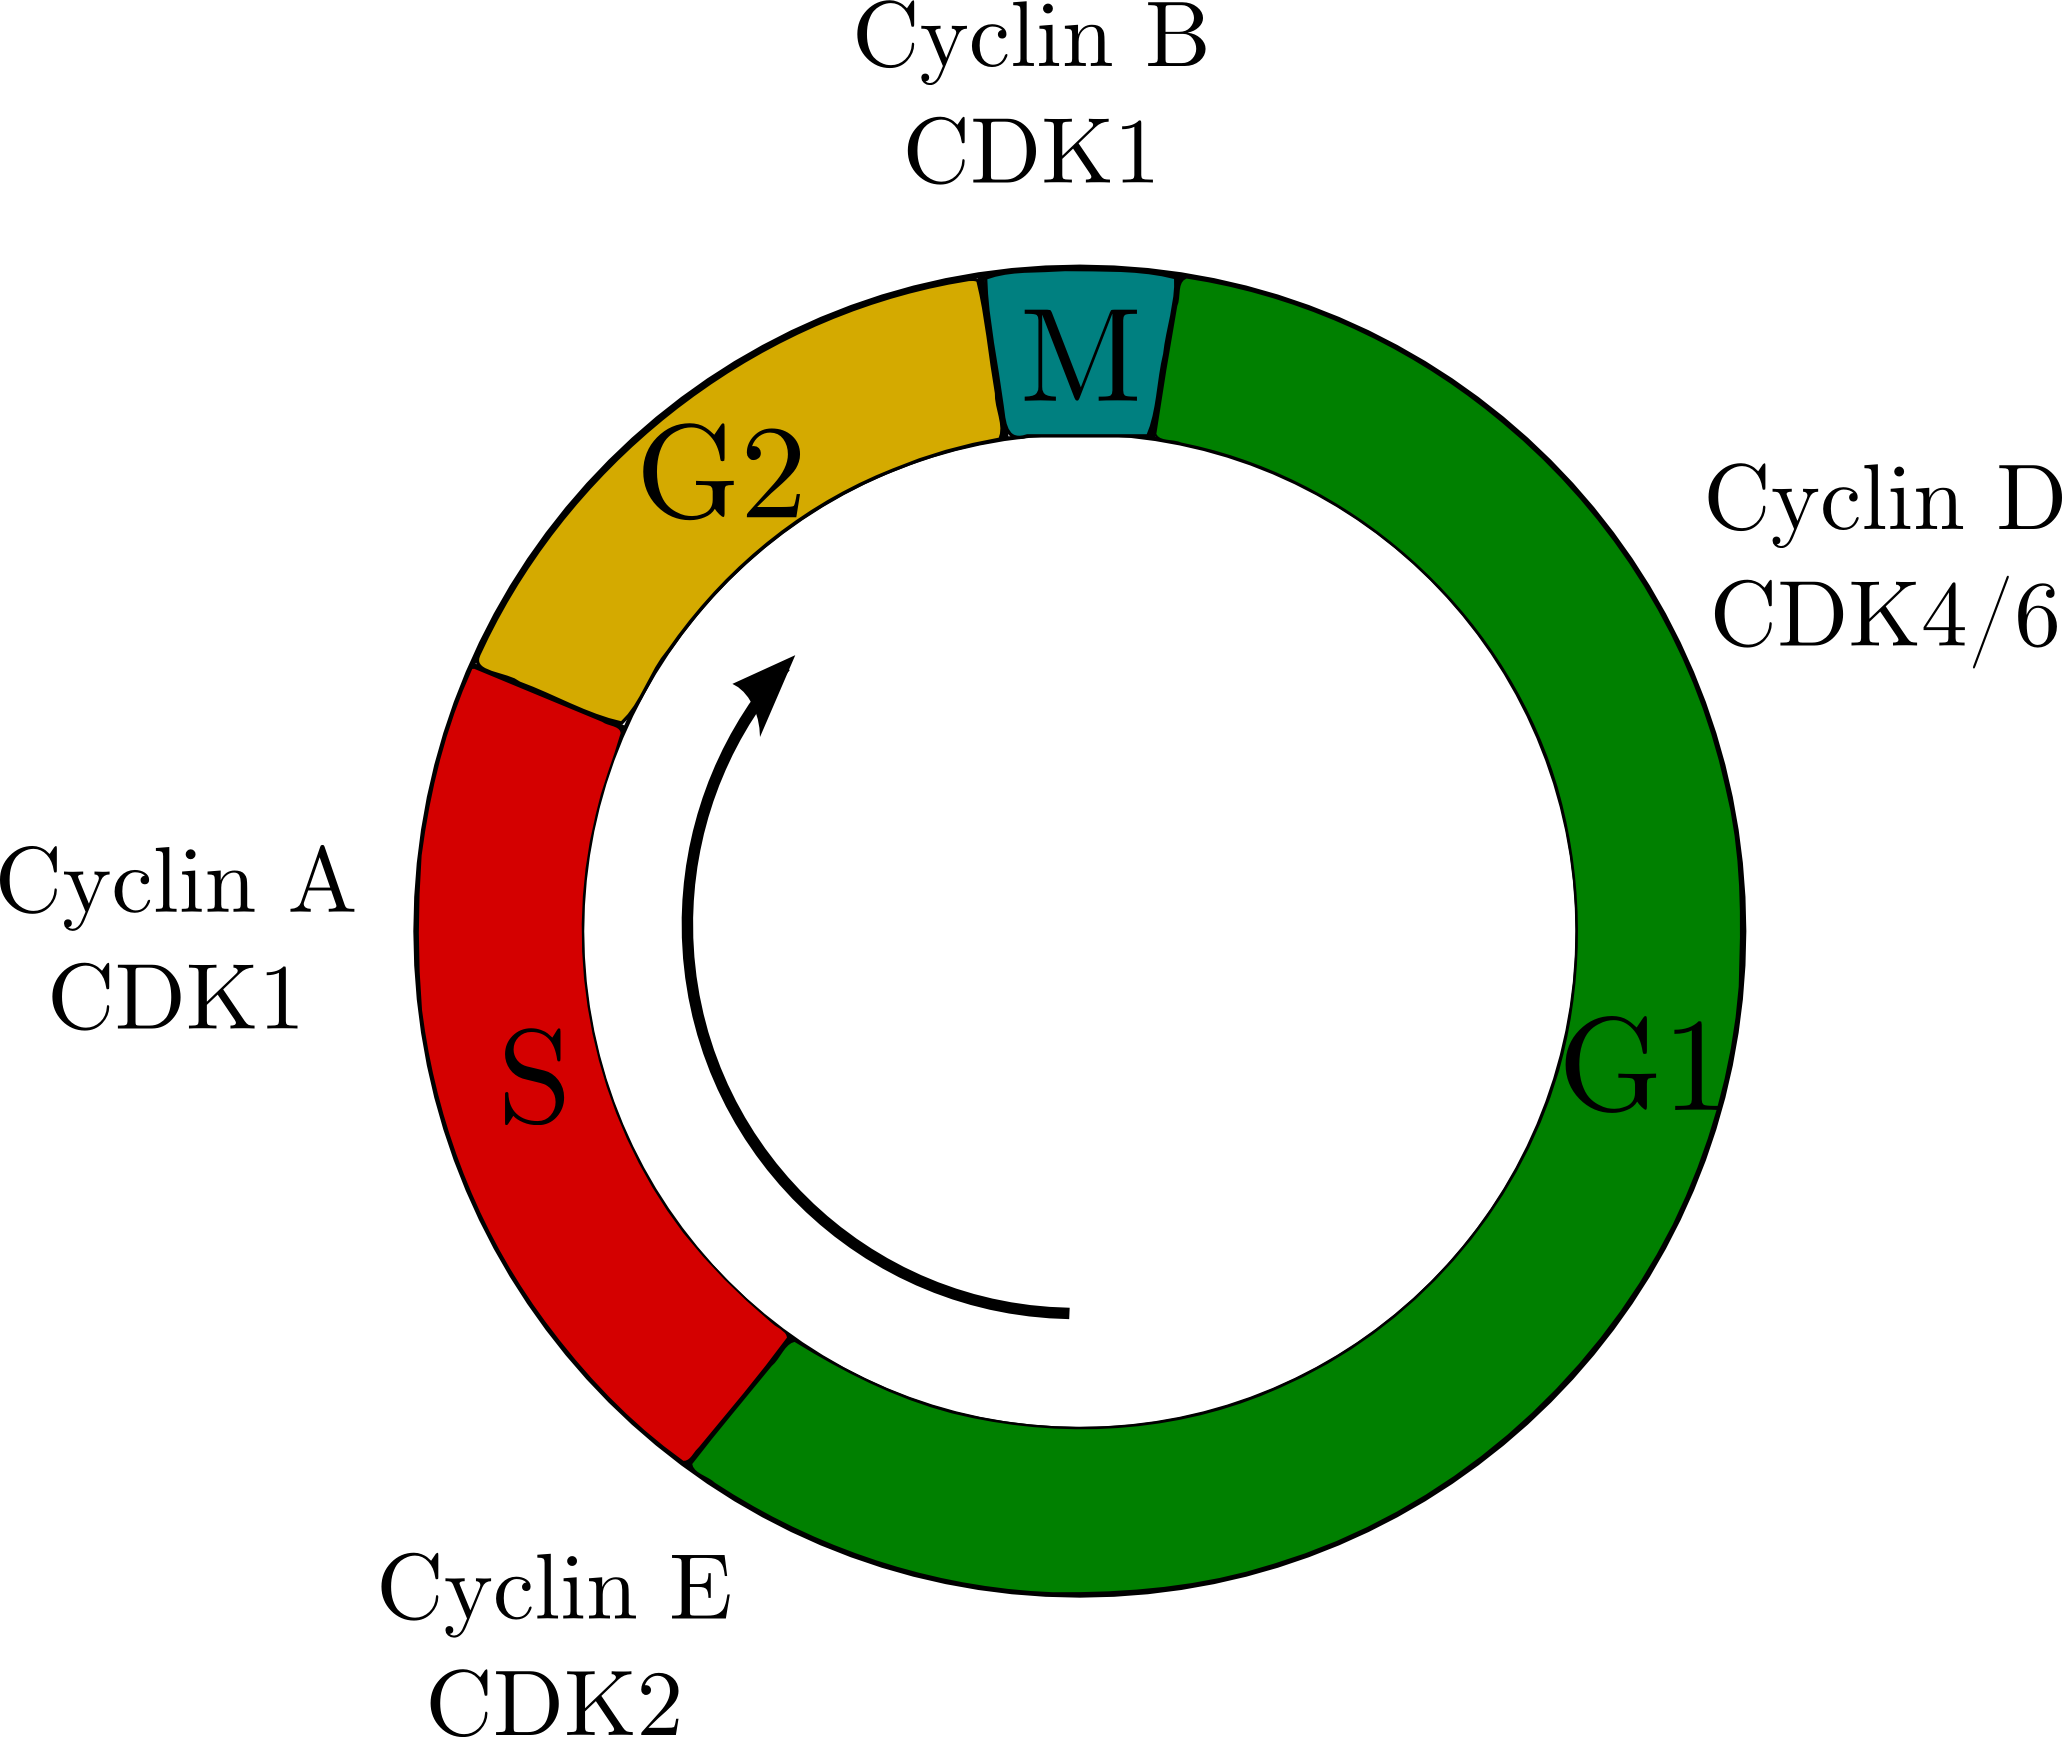 Cyclin B
CDK1
M
G2
Cyclin D
CDK4/6
Cyclin A
CDK1
S
G1
Cyclin E
CDK2